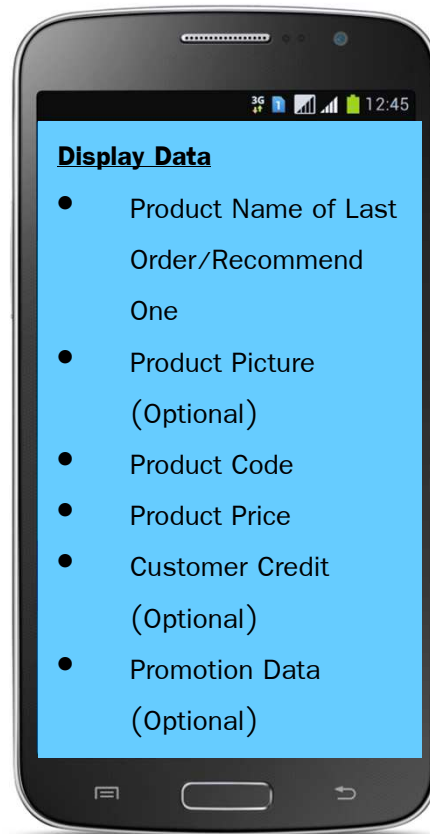 3G 1 12:45
Display Data
• Product Name of Last
Order/Recommend
One
• Product Picture
(Optional)
• Product Code
• Product Price
• Customer Credit
(Optional)
• Promotion Data
(Optional)